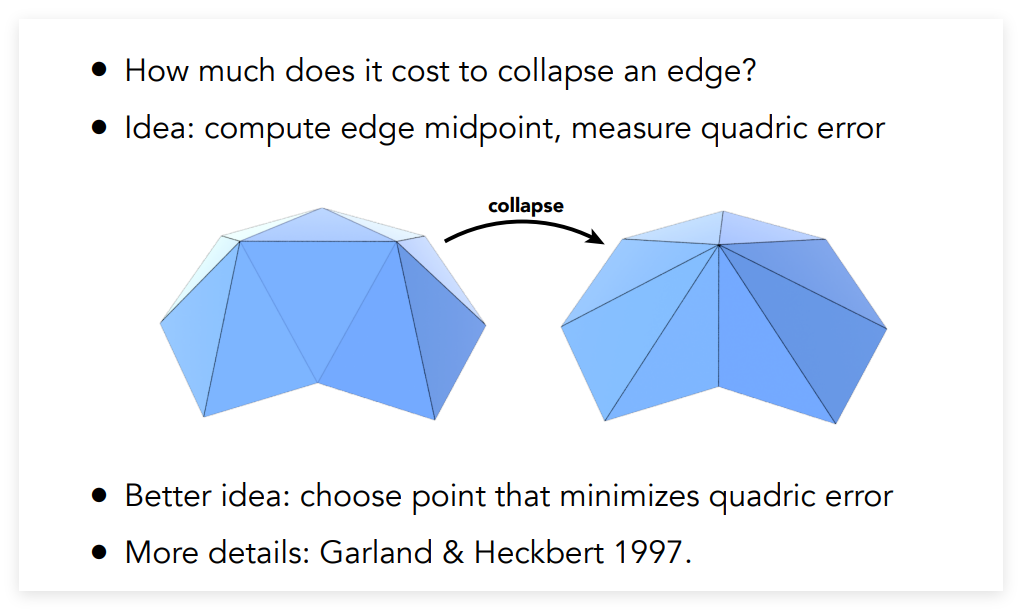 ● How much does it cost to collapse an edge?
● Idea: compute edge midpoint, measure quadric error
collapse
● Better idea: choose point that minimizes quadric error
● More details: Garland & Heckbert 1997.